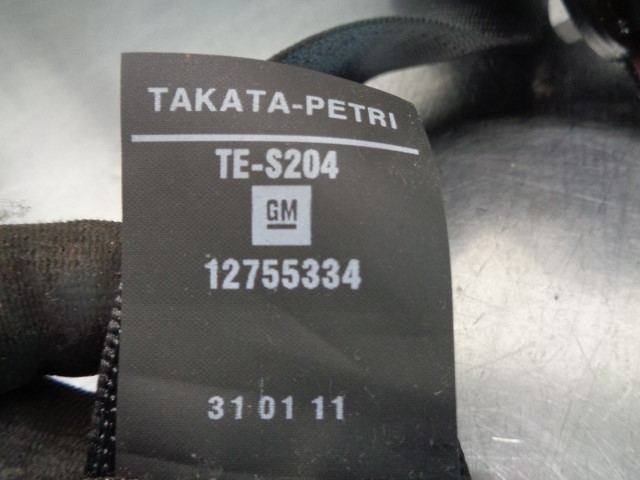 TAKATA-PETRI
TE-S204
GM
12755334
31 01 11